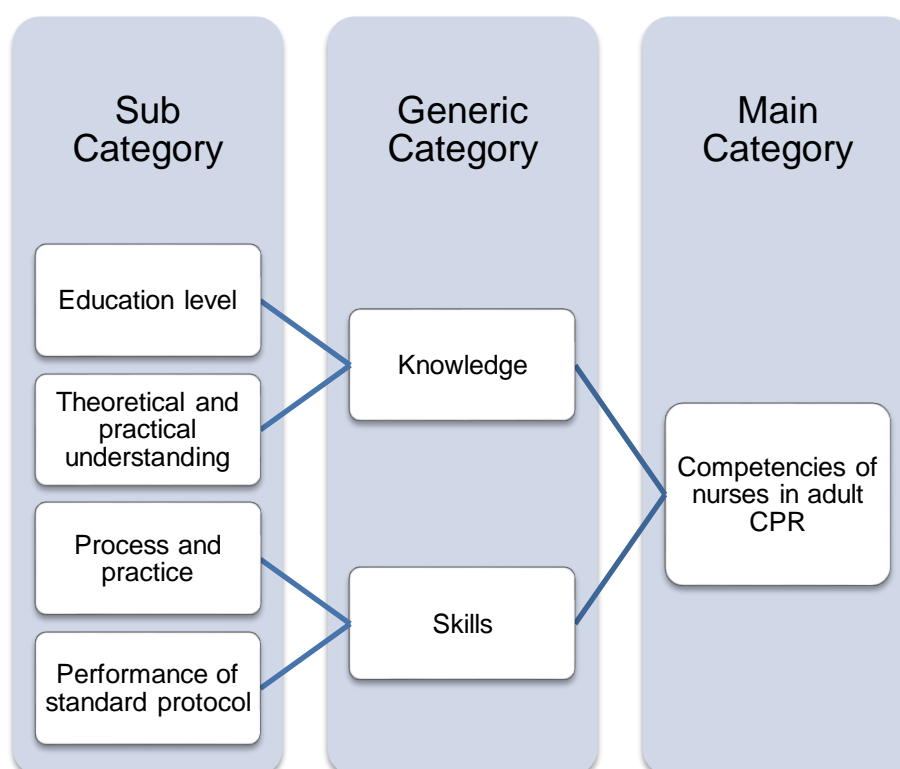 Sub
Category
Generic
Category
Main
Category
Education level
Theoretical and
practical
understanding
Process and
practice
Performance of
standard protocol
Knowledge
Skills
Competencies of
nurses in adult
CPR